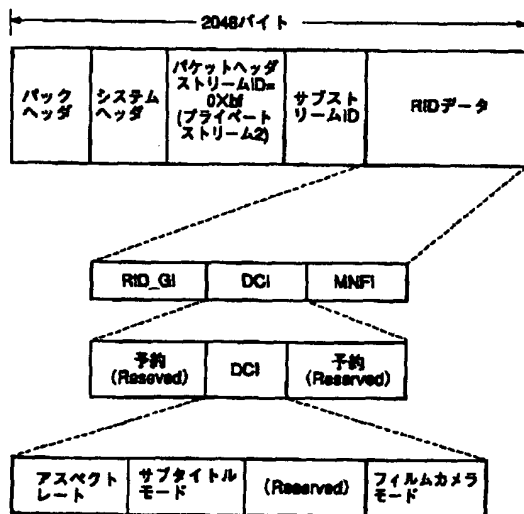 2048バイト
パック
ヘッダ
システム
ヘッダ
パケットヘッダ
ストリームID=
0Xbf
(プライベート
ストリーム2)
サブスト
リームID
RIDデータ
RID_GI
DCI
MNFI
予約
(Reseved)
DCI
予約
(Reserved)
アスペクト
レート
サブタイトル
モード
(Reserved)
フィルムカメラ
モード